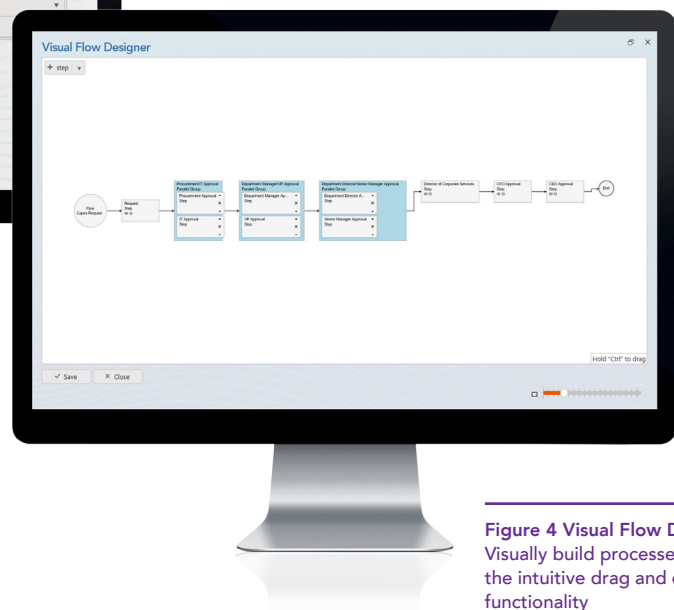 Visual Flow Designer
+ step
Flow
Capex Request
Request
Step
Procurement/IT Approval
Parallel Group
Procurement Approval
Step
IT Approval
Step
Department Manager/VP Approval
Parallel Group
Department Manager Ap...
Step
VP Approval
Step
Department Director/Senior Manager Approval
Parallel Group
Department Director A...
Step
Senior Manager Approval
Step
Director of Corporate Services
Step
CFO Approval
Step
CEO Approval
Step
End
Hold "Ctrl" to drag
✓ Save
× Close
Figure 4 Visual Flow D
Visually build processe
the intuitive drag and
functionality